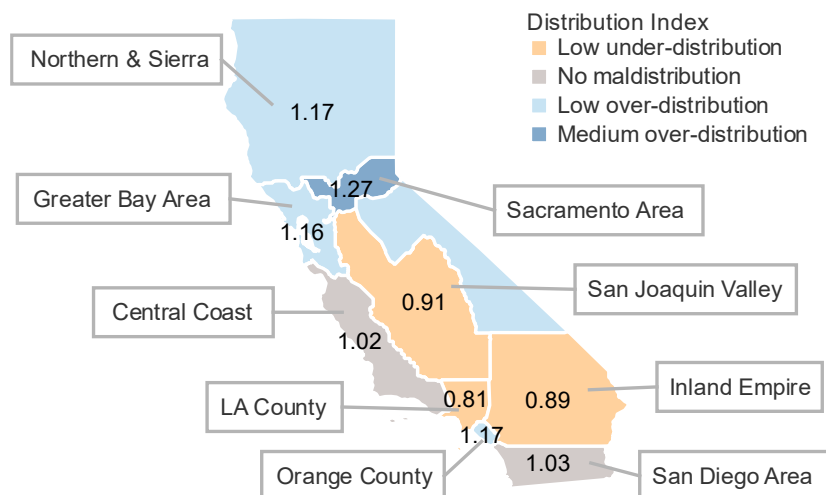 Distribution Index
Low under-distribution
No maldistribution
Low over-distribution
Medium over-distribution
Northern & Sierra
1.17
Greater Bay Area
1.27
Sacramento Area
1.16
San Joaquin Valley
Central Coast
0.91
1.02
Inland Empire
LA County
0.81
0.89
1.17
Orange County
1.03
San Diego Area